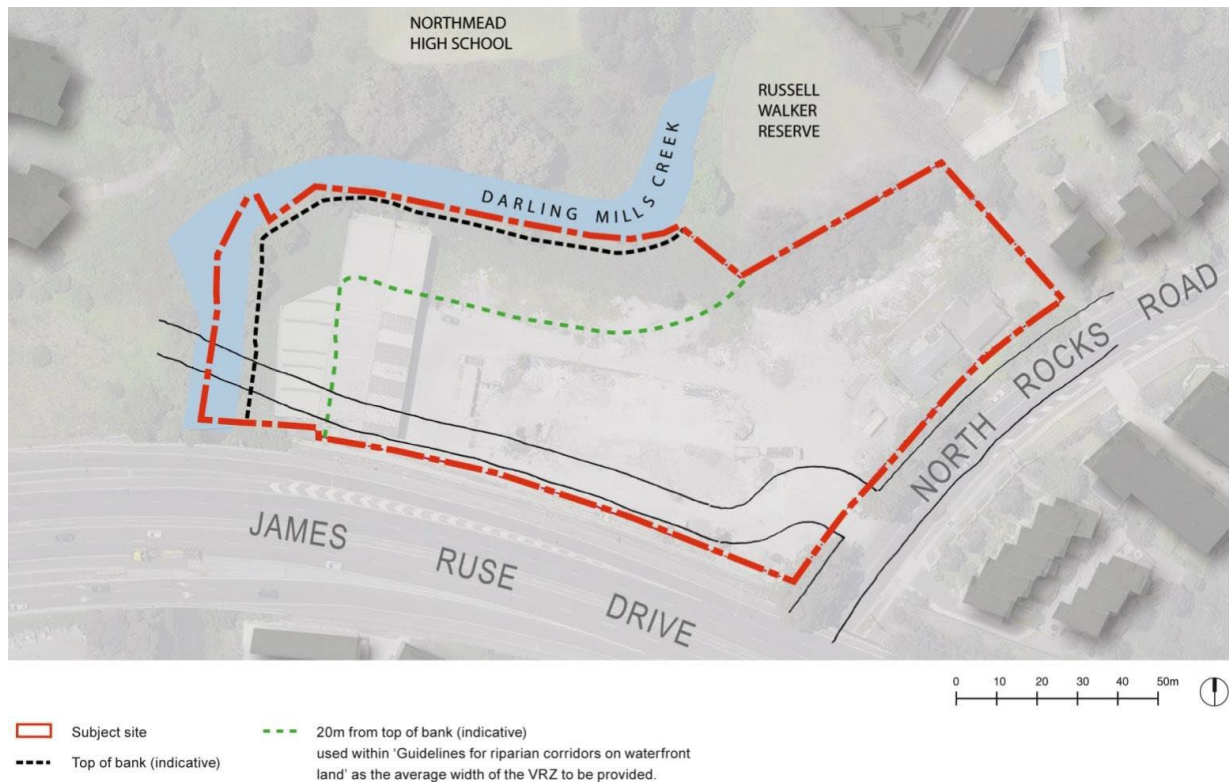 NORTHMEAD
HIGH SCHOOL
RUSSELL
WALKER
RESERVE
DARLING MILLS CREEK
NORTH ROCKS ROAD
JAMES RUSE DRIVE
0 10 20 30 40 50m
Subject site
Top of bank (indicative)
20m from top of bank (indicative)
used within 'Guidelines for riparian corridors on waterfront
land' as the average width of the VRZ to be provided.